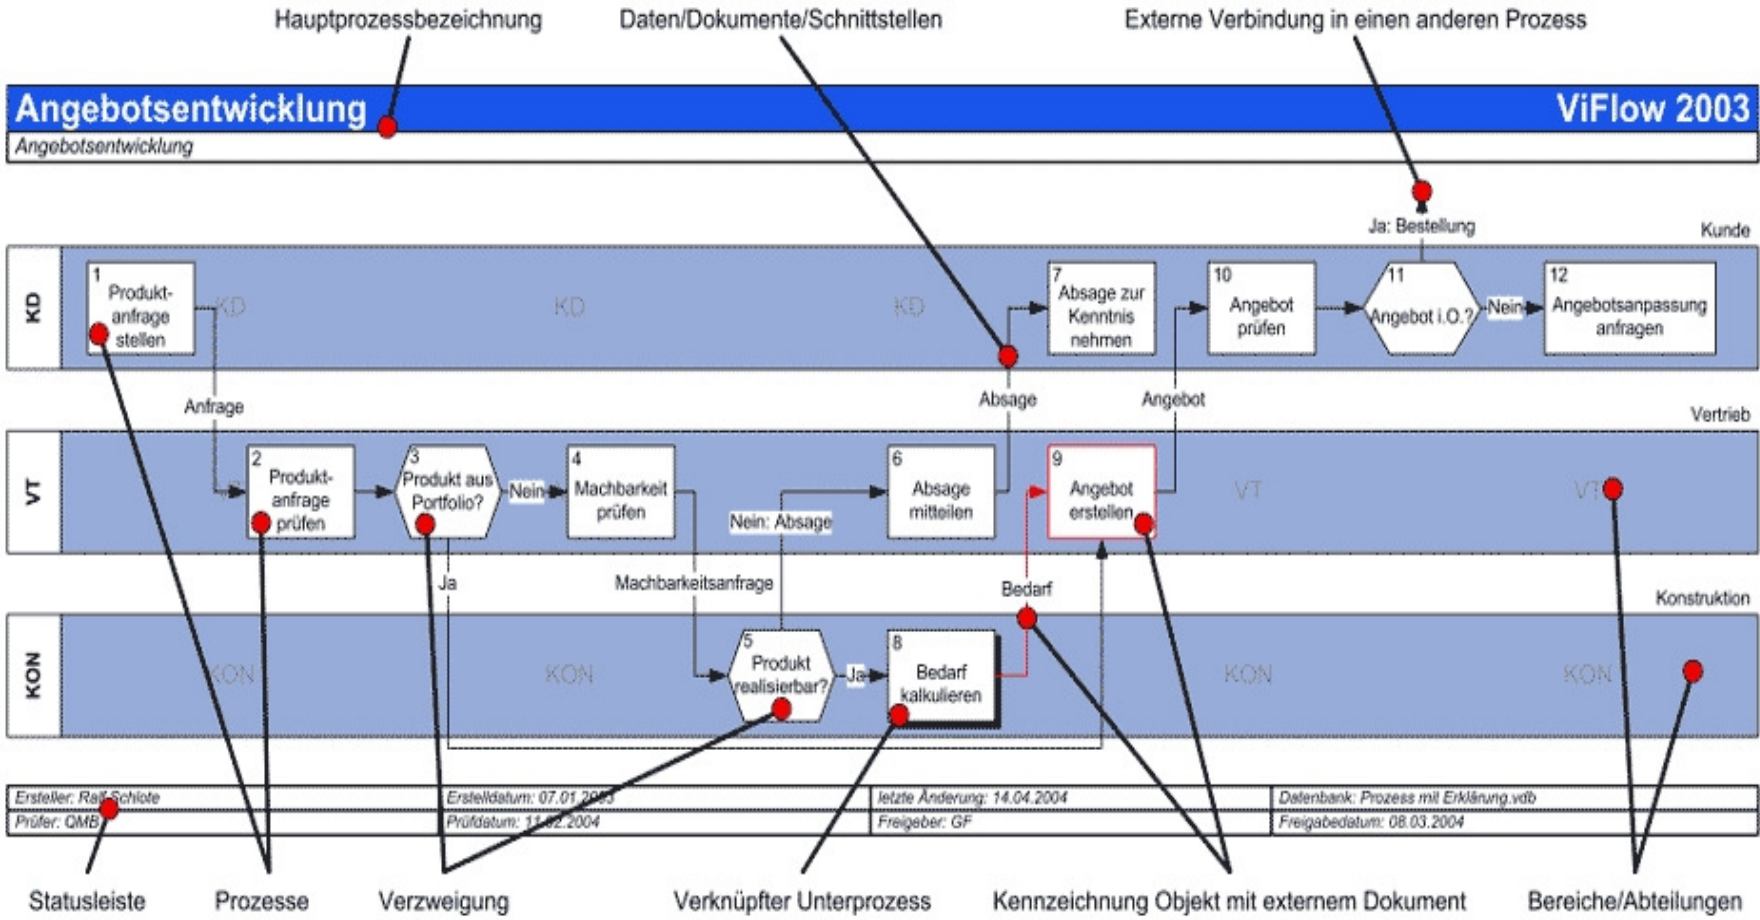 Hauptprozessbezeichnung
Daten/Dokumente/Schnittstellen
Externe Verbindung in einen anderen Prozess
Angebotsentwicklung
ViFlow 2003
Angebotsentwicklung
Ja: Bestellung
Kunde
KD
1
Produkt-
anfrage
stellen
KD
KD
KD
7
Absage zur
Kenntnis
nehmen
10
Angebot
prüfen
11
Angebot i.O.?
Nein
12
Angebotsanpassung
anfragen
Anfrage
Absage
Angebot
Vertrieb
VT
2
Produkt-
anfrage
prüfen
3
Produkt aus
Portfolio?
Nein
4
Machbarkeit
prüfen
Nein: Absage
6
Absage
mitteilen
9
Angebot
erstellen
VT
VT
Ja
Machbarkeitsanfrage
Bedarf
Konstruktion
KON
KON
KON
5
Produkt
realisierbar?
Ja
8
Bedarf
kalkulieren
KON
KON
Ersteller: Ralf Schlote
Erstelldatum: 07.01.2003
letzte Änderung: 14.04.2004
Datenbank: Prozess mit Erklärung.vdb
Prüfer: QMB
Prüfdatum: 11.02.2004
Freigeber: GF
Freigabedatum: 08.03.2004
Statusleiste
Prozesse
Verzweigung
Verknüpfter Unterprozess
Kennzeichnung Objekt mit externem Dokument
Bereiche/Abteilungen